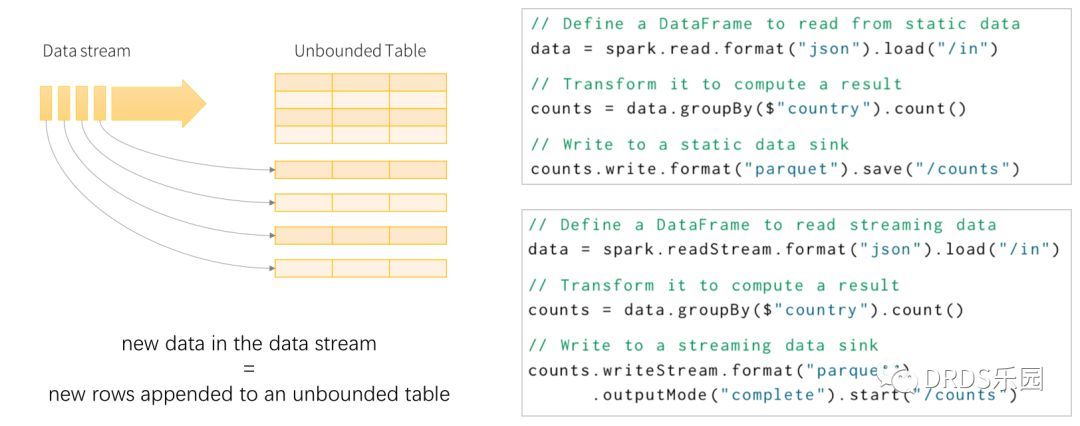 Data stream
Unbounded Table
new data in the data stream
=
new rows appended to an unbounded table
// Define a DataFrame to read from static data
data = spark.read.format("json").load("/in")
// Transform it to compute a result
counts = data.groupBy($"country").count()
// Write to a static data sink
counts.write.format("parquet").save("/counts")
// Define a DataFrame to read streaming data
data = spark.readStream.format("json").load("/in")
// Transform it to compute a result
counts = data.groupBy($"country").count()
// Write to a streaming data sink
counts.writeStream.format("parquet")
.outputMode("complete").start("/counts")
DRDS乐园